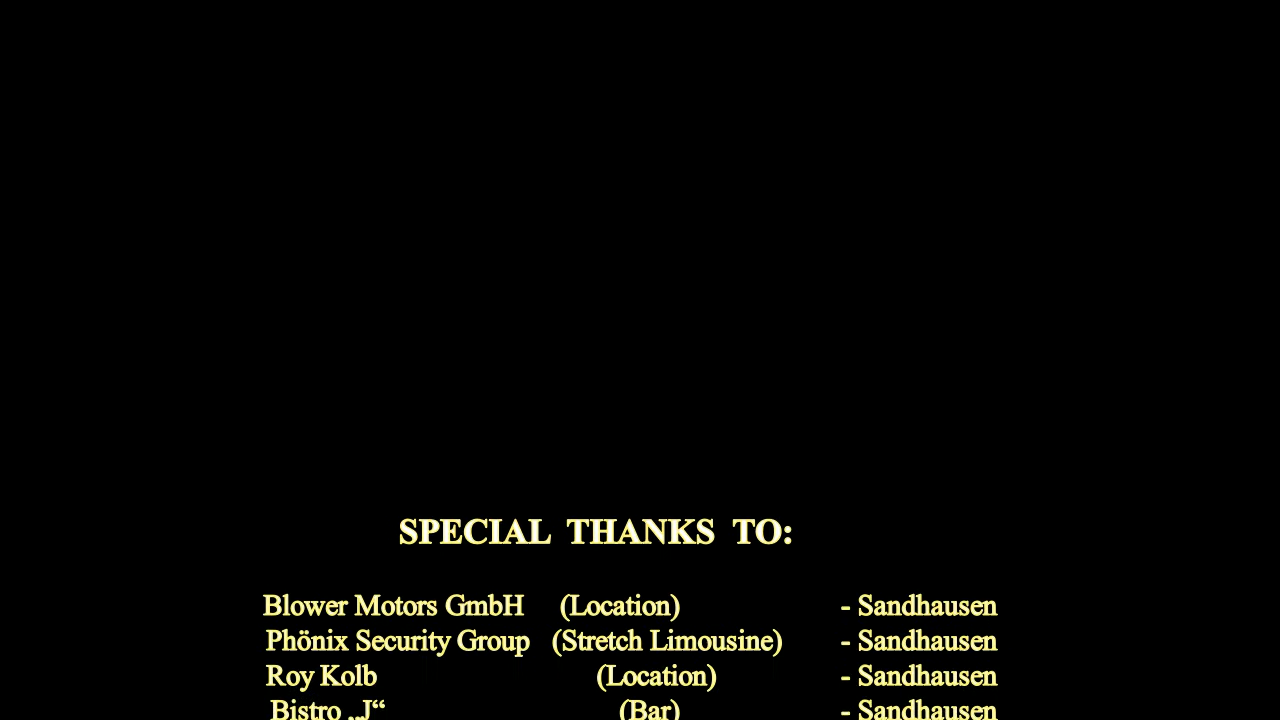 SPECIAL THANKS TO:
Blower Motors GmbH (Location) - Sandhausen
Phönix Security Group (Stretch Limousine) - Sandhausen
Roy Kolb (Location) - Sandhausen
Bistro „J“ (Bar) - Sandhausen